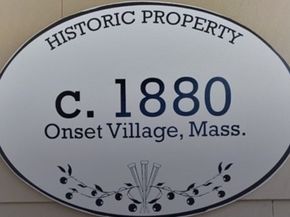 HISTORIC PROPERTY
c. 1880
Onset Village, Mass.